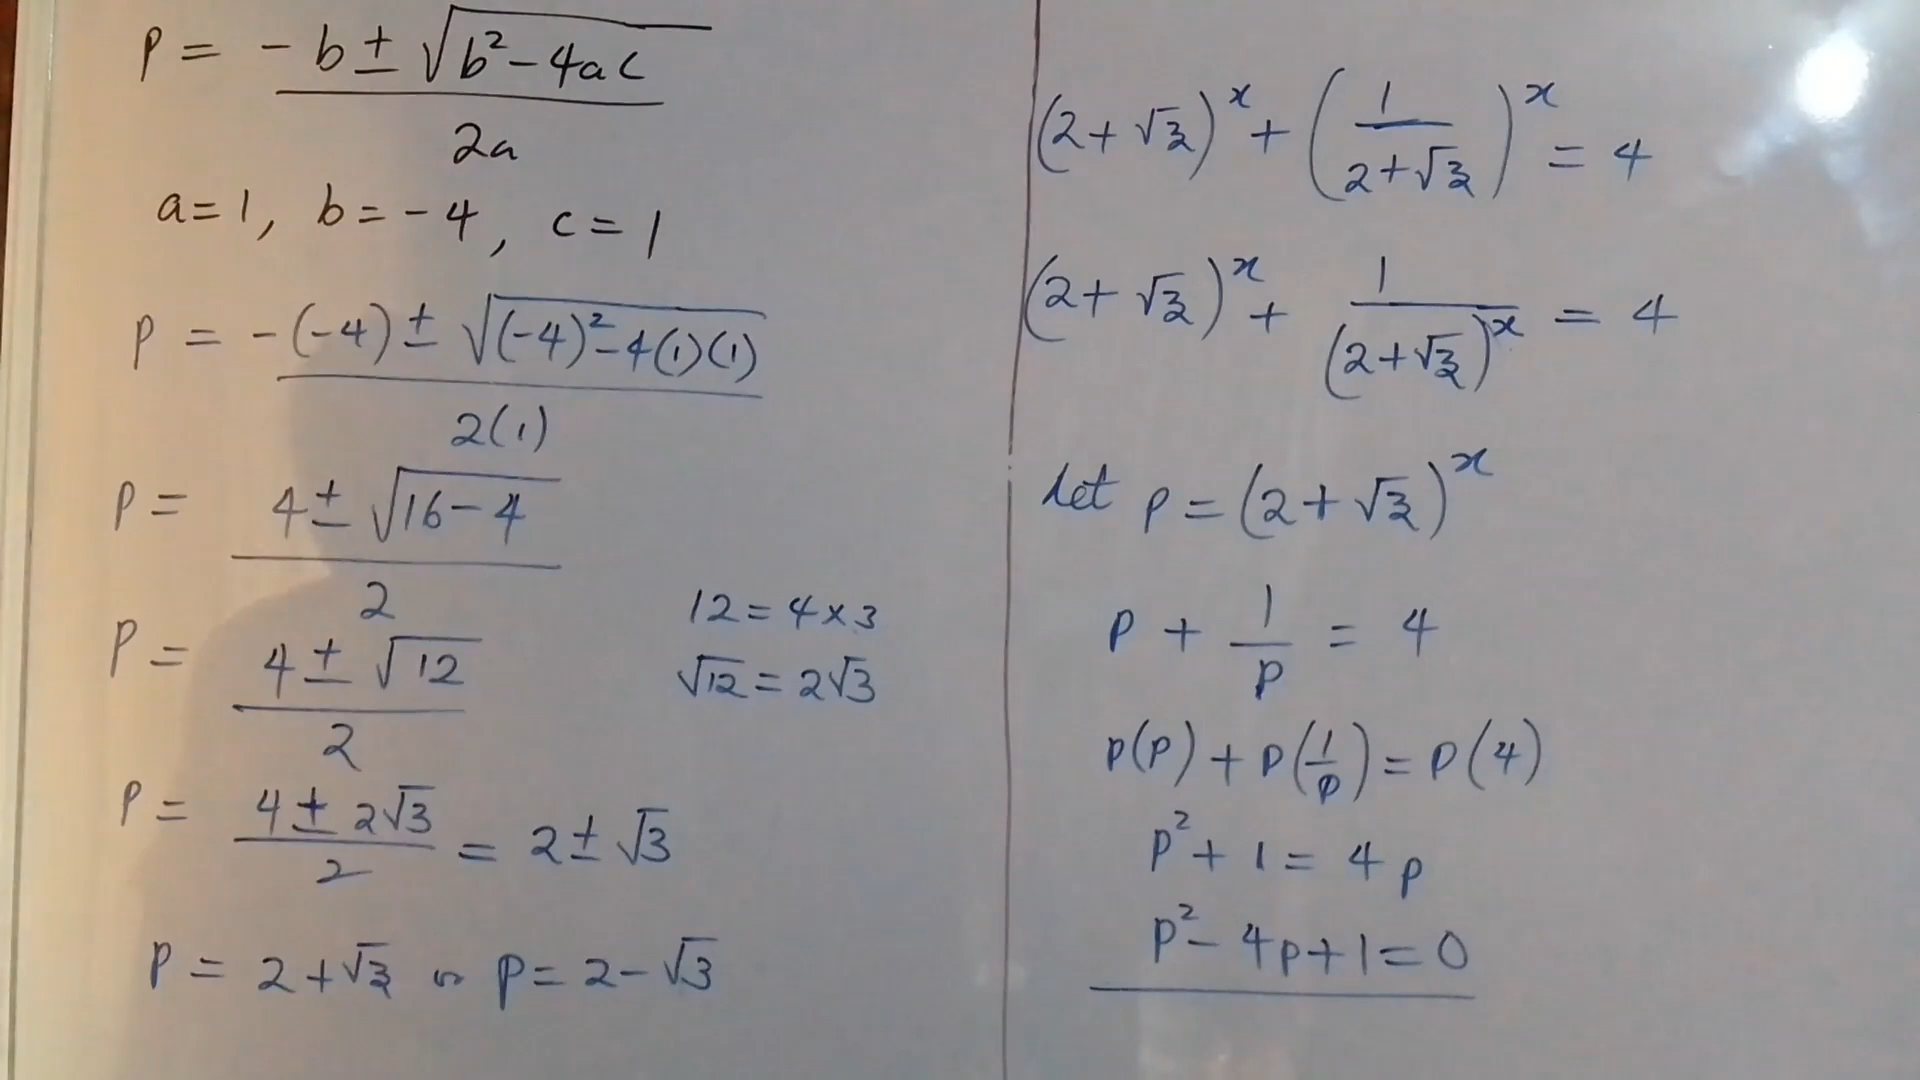 P = -b ± √(b² - 4ac)
2a
a = 1, b = -4, c = 1
P = -(-4) ± √((-4)² - 4(1)(1))
2(1)
P = 4 ± √(16 - 4)
2
P = 4 ± √12
2
12 = 4 × 3
√12 = 2√3
P = 4 ± 2√3 = 2 ± √3
2
P = 2 + √3 or P = 2 - √3
(2 + √3)^x + (1/(2 + √3))^x = 4
(2 + √3)^x + 1/(2 + √3)^x = 4
Let P = (2 + √3)^x
P + 1/P = 4
P(P) + P(1/P) = P(4)
P² + 1 = 4P
P² - 4P + 1 = 0